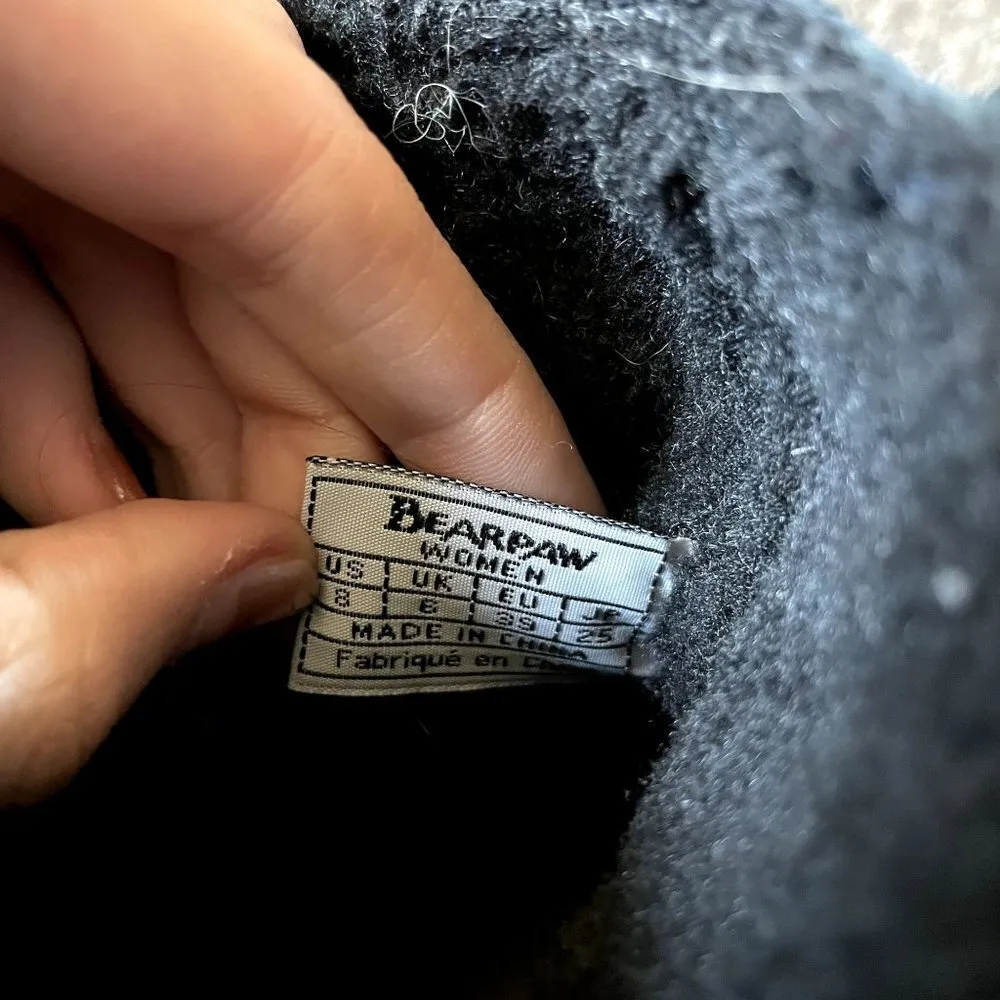 BEARPAW
WOMEN
US UK EU JP
8 6 39 25
MADE IN CHINA
Fabriqué en